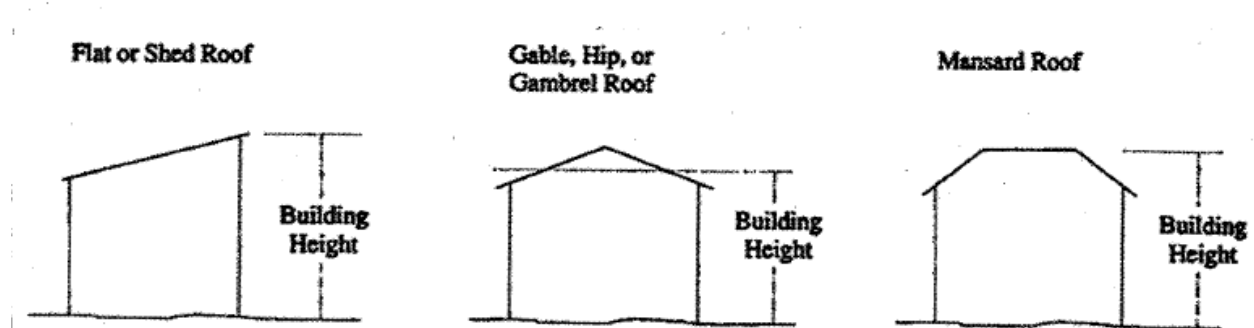 Flat or Shed Roof
Gable, Hip, or
Gambrel Roof
Mansard Roof
Building
Height
Building
Height
Building
Height